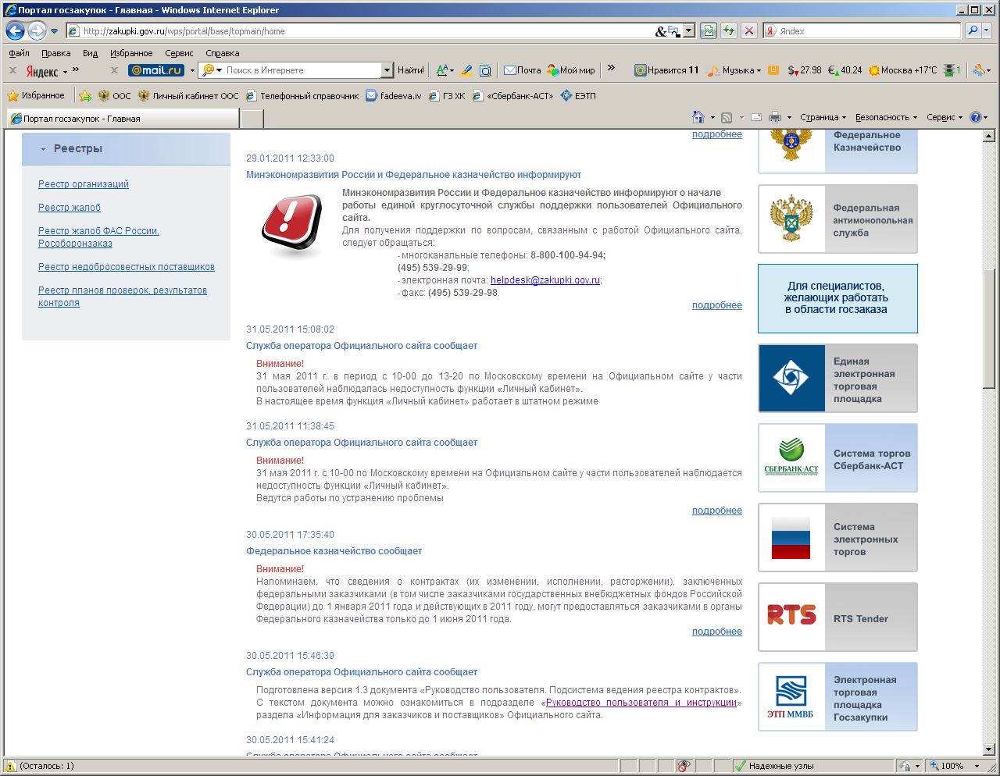 Портал госзакупок - Главная - Windows Internet Explorer
http://zakupki.gov.ru/wps/portal/base/topmain/home
Яndex
Файл Правка Вид Избранное Сервис Справка
Яндекс
@mail.ru
Поиск в Интернете
Найти!
Почта
Мой мир
Нравится 11
Музыка
$ 27.98
€ 40.24
Москва +17°C
1
Избранное
ООС
Личный кабинет ООС
Телефонный справочник
fadeeva.iv
ГЗ ХК
«Сбербанк-АСТ»
ЕЭТП
Портал госзакупок - Главная
Страница
Безопасность
Сервис
Реестры
Реестр организаций
Реестр жалоб
Реестр жалоб ФАС России,
Рособоронзаказ
Реестр недобросовестных поставщиков
Реестр планов проверок, результатов
контроля
подробнее
29.01.2011 12:33:00
Минэкономразвития России и Федеральное казначейство информируют
Минэкономразвития России и Федеральное казначейство информируют о начале
работы единой круглосуточной службы поддержки пользователей Официального
сайта.
Для получения поддержки по вопросам, связанным с работой Официального сайта,
следует обращаться:
- многоканальные телефоны: 8-800-100-94-94;
(495) 539-29-99;
- электронная почта: helpdesk@zakupki.gov.ru;
- факс: (495) 539-29-98.
подробнее
31.05.2011 15:08:02
Служба оператора Официального сайта сообщает
Внимание!
31 мая 2011 г. в период с 10-00 до 13-20 по Московскому времени на Официальном сайте у части
пользователей наблюдалась недоступность функции «Личный кабинет».
В настоящее время функция «Личный кабинет» работает в штатном режиме
31.05.2011 11:38:45
Служба оператора Официального сайта сообщает
Внимание!
31 мая 2011 г. с 10-00 по Московскому времени на Официальном сайте у части пользователей наблюдается
недоступность функции «Личный кабинет».
Ведутся работы по устранению проблемы
подробнее
30.05.2011 17:35:40
Федеральное казначейство сообщает
Внимание!
Напоминаем, что сведения о контрактах (их изменении, исполнении, расторжении), заключенных
федеральными заказчиками (в том числе заказчиками государственных внебюджетных фондов Российской
Федерации) до 1 января 2011 года и действующих в 2011 году, могут предоставляться заказчиками в органы
Федерального казначейства только до 1 июня 2011 года.
подробнее
30.05.2011 15:46:39
Служба оператора Официального сайта сообщает
Подготовлена версия 1.3 документа «Руководство пользователя. Подсистема ведения реестра контрактов».
С текстом документа можно ознакомиться в подразделе «Руководство пользователя и инструкции»
раздела «Информация для заказчиков и поставщиков» Официального сайта.
30.05.2011 15:41:24
Служба оператора Официального сайта сообщает
Федеральное
Казначейство
Федеральная
антимонопольная
служба
Для специалистов,
желающих работать
в области госзаказа
Единая
электронная
торговая
площадка
СБЕРБАНК-АСТ
Система торгов
Сбербанк-АСТ
Система
электронных
торгов
RTS
RTS Tender
ЭТП ММВБ
Электронная
торговая
площадка
Госзакупки
(Осталось: 1)
Надежные узлы
100%